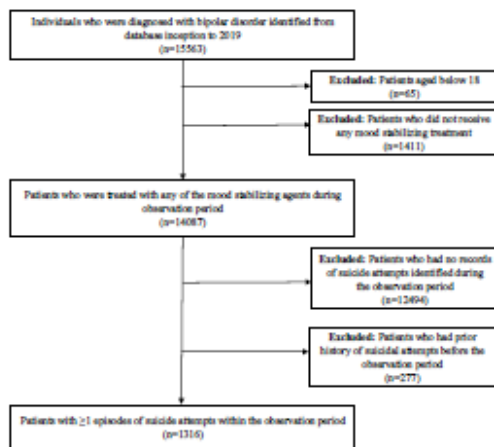 Individuals who were diagnosed with bipolar disorder identified from
database inception to 2019
(n=15563)
Excluded: Patients aged below 18
(n=65)
Excluded: Patients who did not receive
any mood stabilizing treatment
(n=1411)
Patients who were treated with any of the mood stabilizing agents during
observation period
(n=14087)
Excluded: Patients who had no records
of suicide attempts identified during
the observation period
(n=12494)
Excluded: Patients who had prior
history of suicidal attempts before the
observation period
(n=277)
Patients with ≥1 episodes of suicide attempts within the observation period
(n=1316)